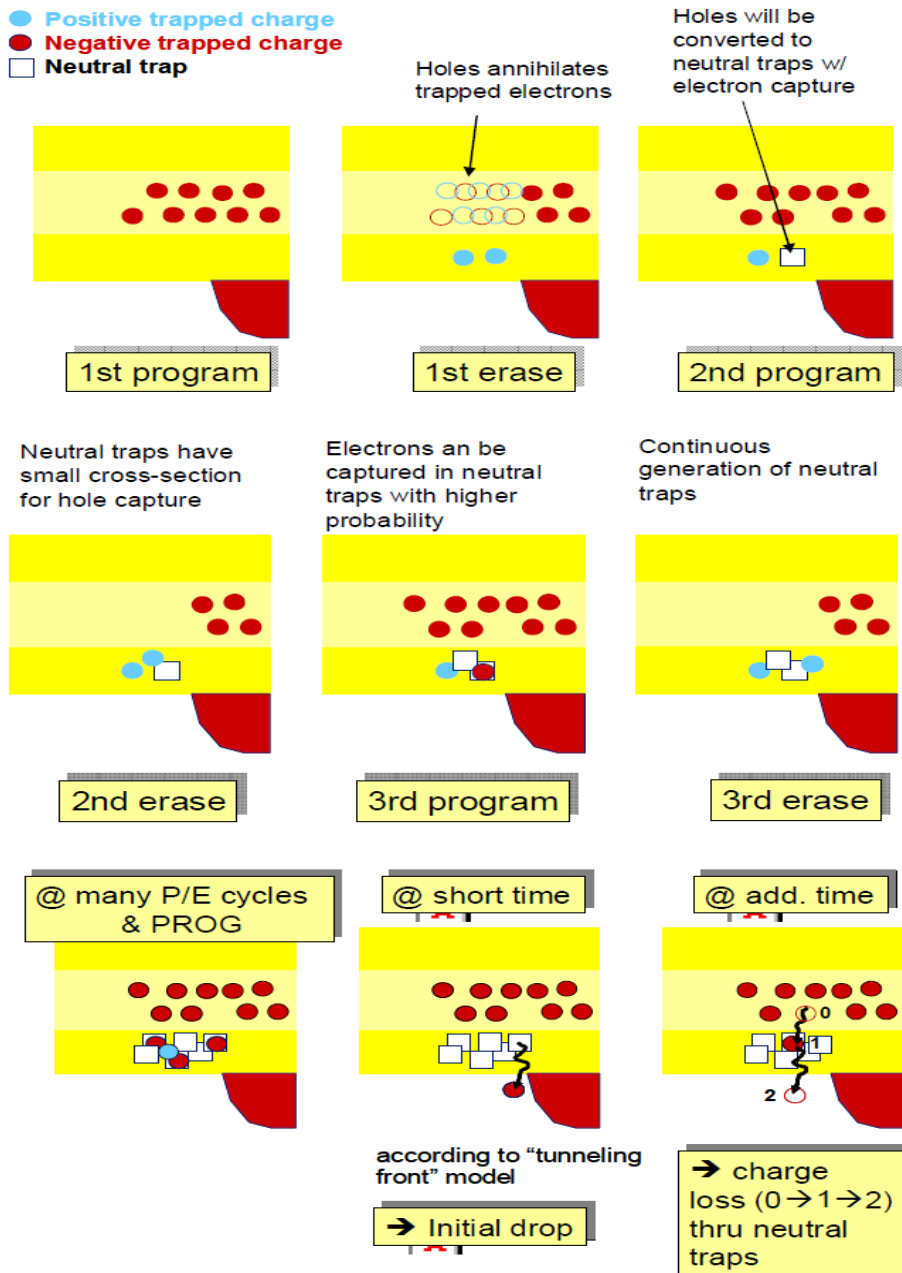 Positive trapped charge
Negative trapped charge
Neutral trap
Holes annihilates
trapped electrons
Holes will be
converted to
neutral traps w/
electron capture
1st program
1st erase
2nd program
Neutral traps have
small cross-section
for hole capture
Electrons an be
captured in neutral
traps with higher
probability
Continuous
generation of neutral
traps
2nd erase
3rd program
3rd erase
@ many P/E cycles
& PROG
@ short time
@ add. time
0
1
2
according to “tunneling
front” model
➔ Initial drop
➔ charge
loss (0→1→2)
thru neutral
traps